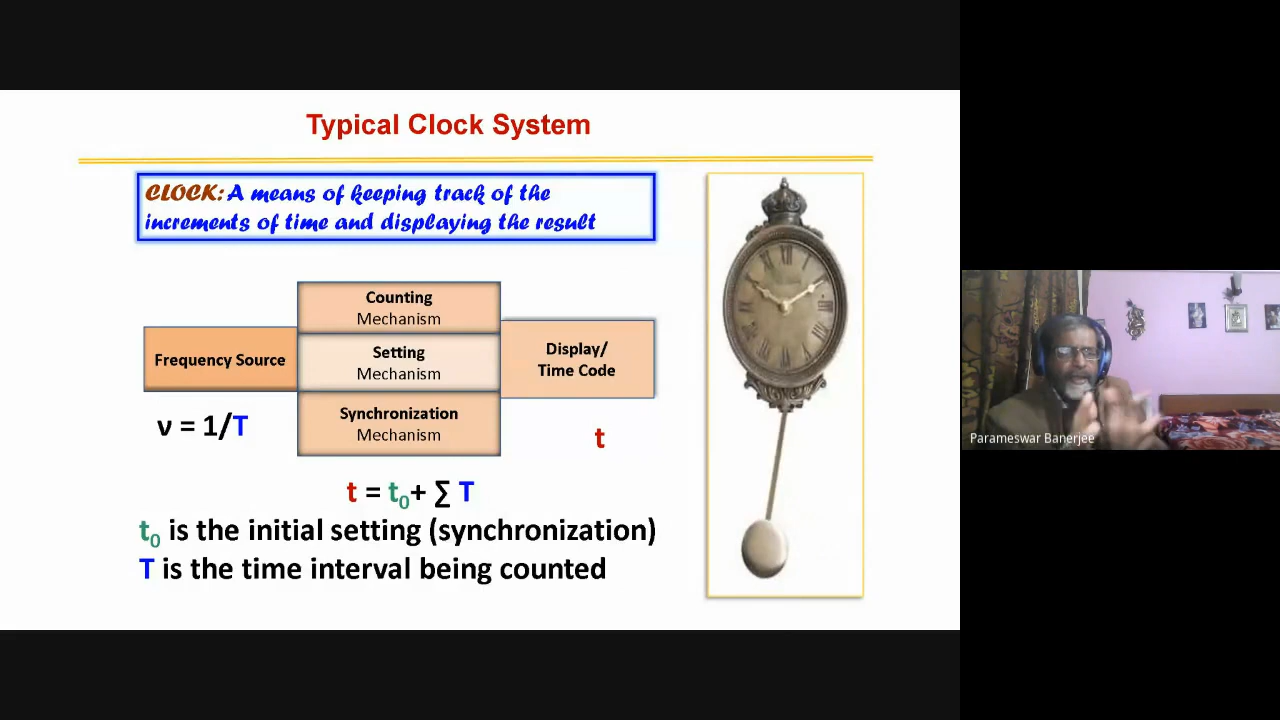 Typical Clock System
CLOCK: A means of keeping track of the
increments of time and displaying the result
Counting
Mechanism
Frequency Source
Setting
Mechanism
Display/
Time Code
Synchronization
Mechanism
ν = 1/T
t
t = t₀+ ∑ T
t₀ is the initial setting (synchronization)
T is the time interval being counted
Parameswar Banerjee